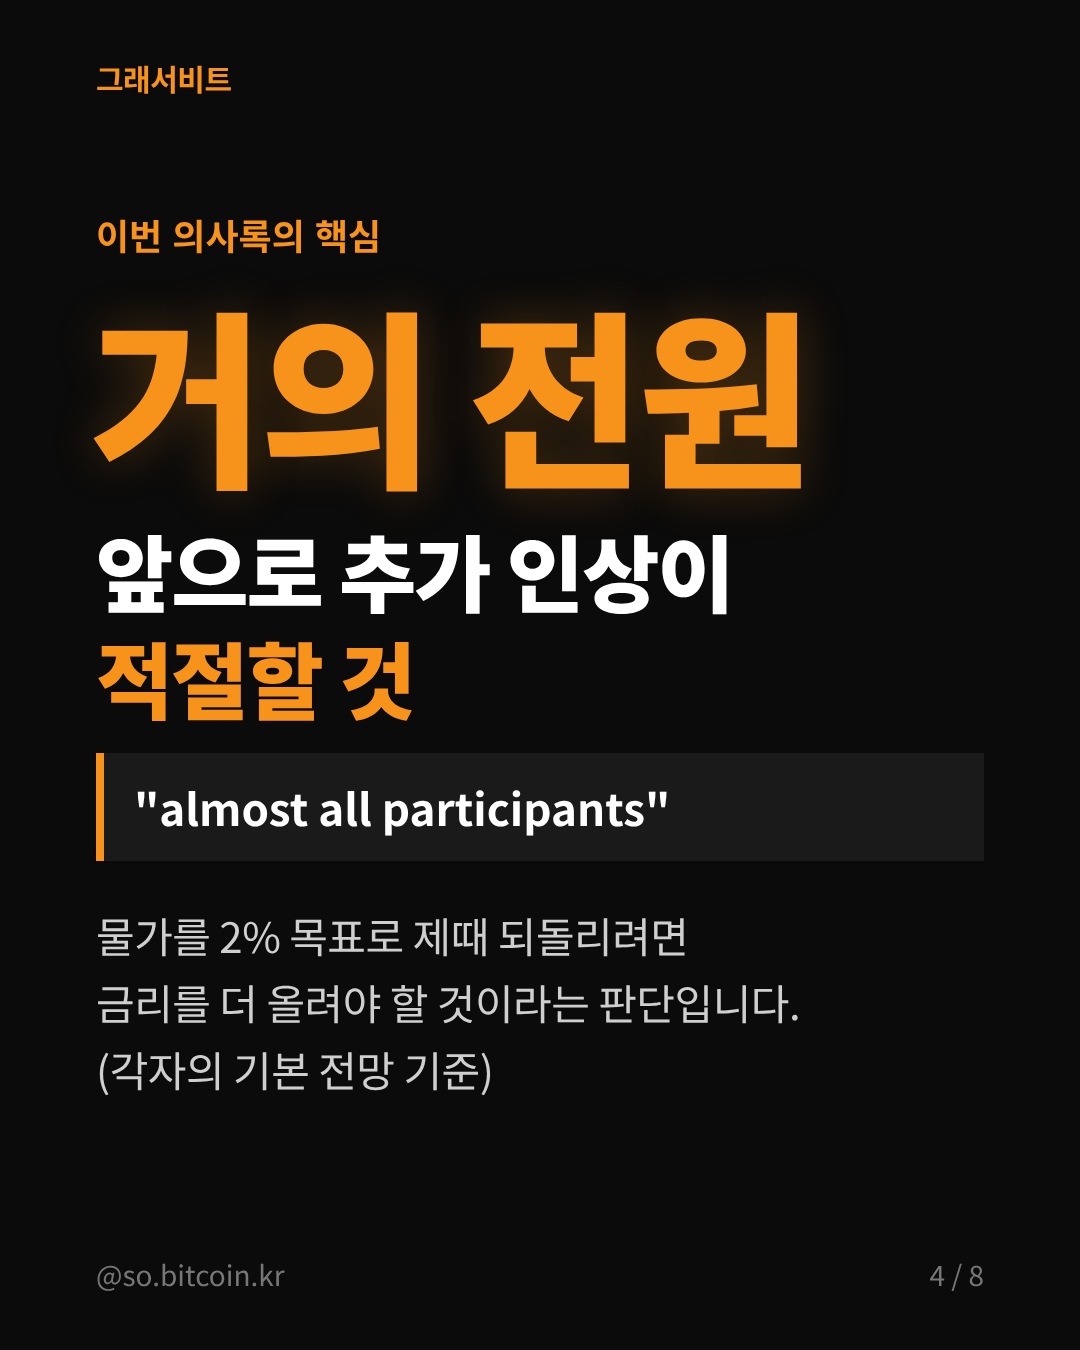 그래서비트
이번 의사록의 핵심
거의 전원
앞으로 추가 인상이
적절할 것
"almost all participants"
물가를 2% 목표로 제때 되돌리려면
금리를 더 올려야 할 것이라는 판단입니다.
(각자의 기본 전망 기준)
@so.bitcoin.kr
4 / 8